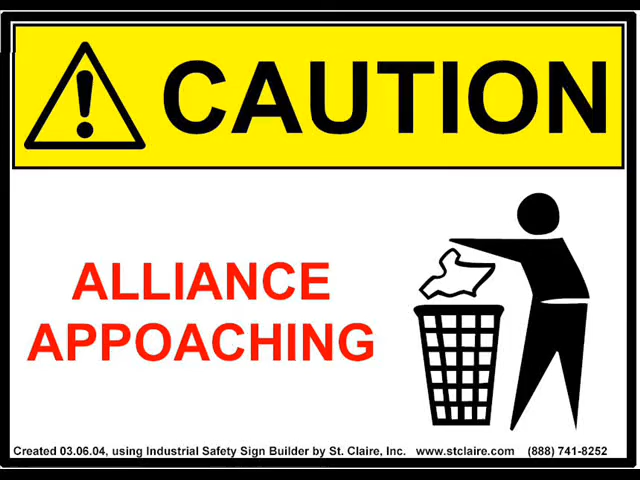 CAUTION
ALLIANCE
APPOACHING
Created 03.06.04, using Industrial Safety Sign Builder by St. Claire, Inc. www.stclaire.com (888) 741-8252